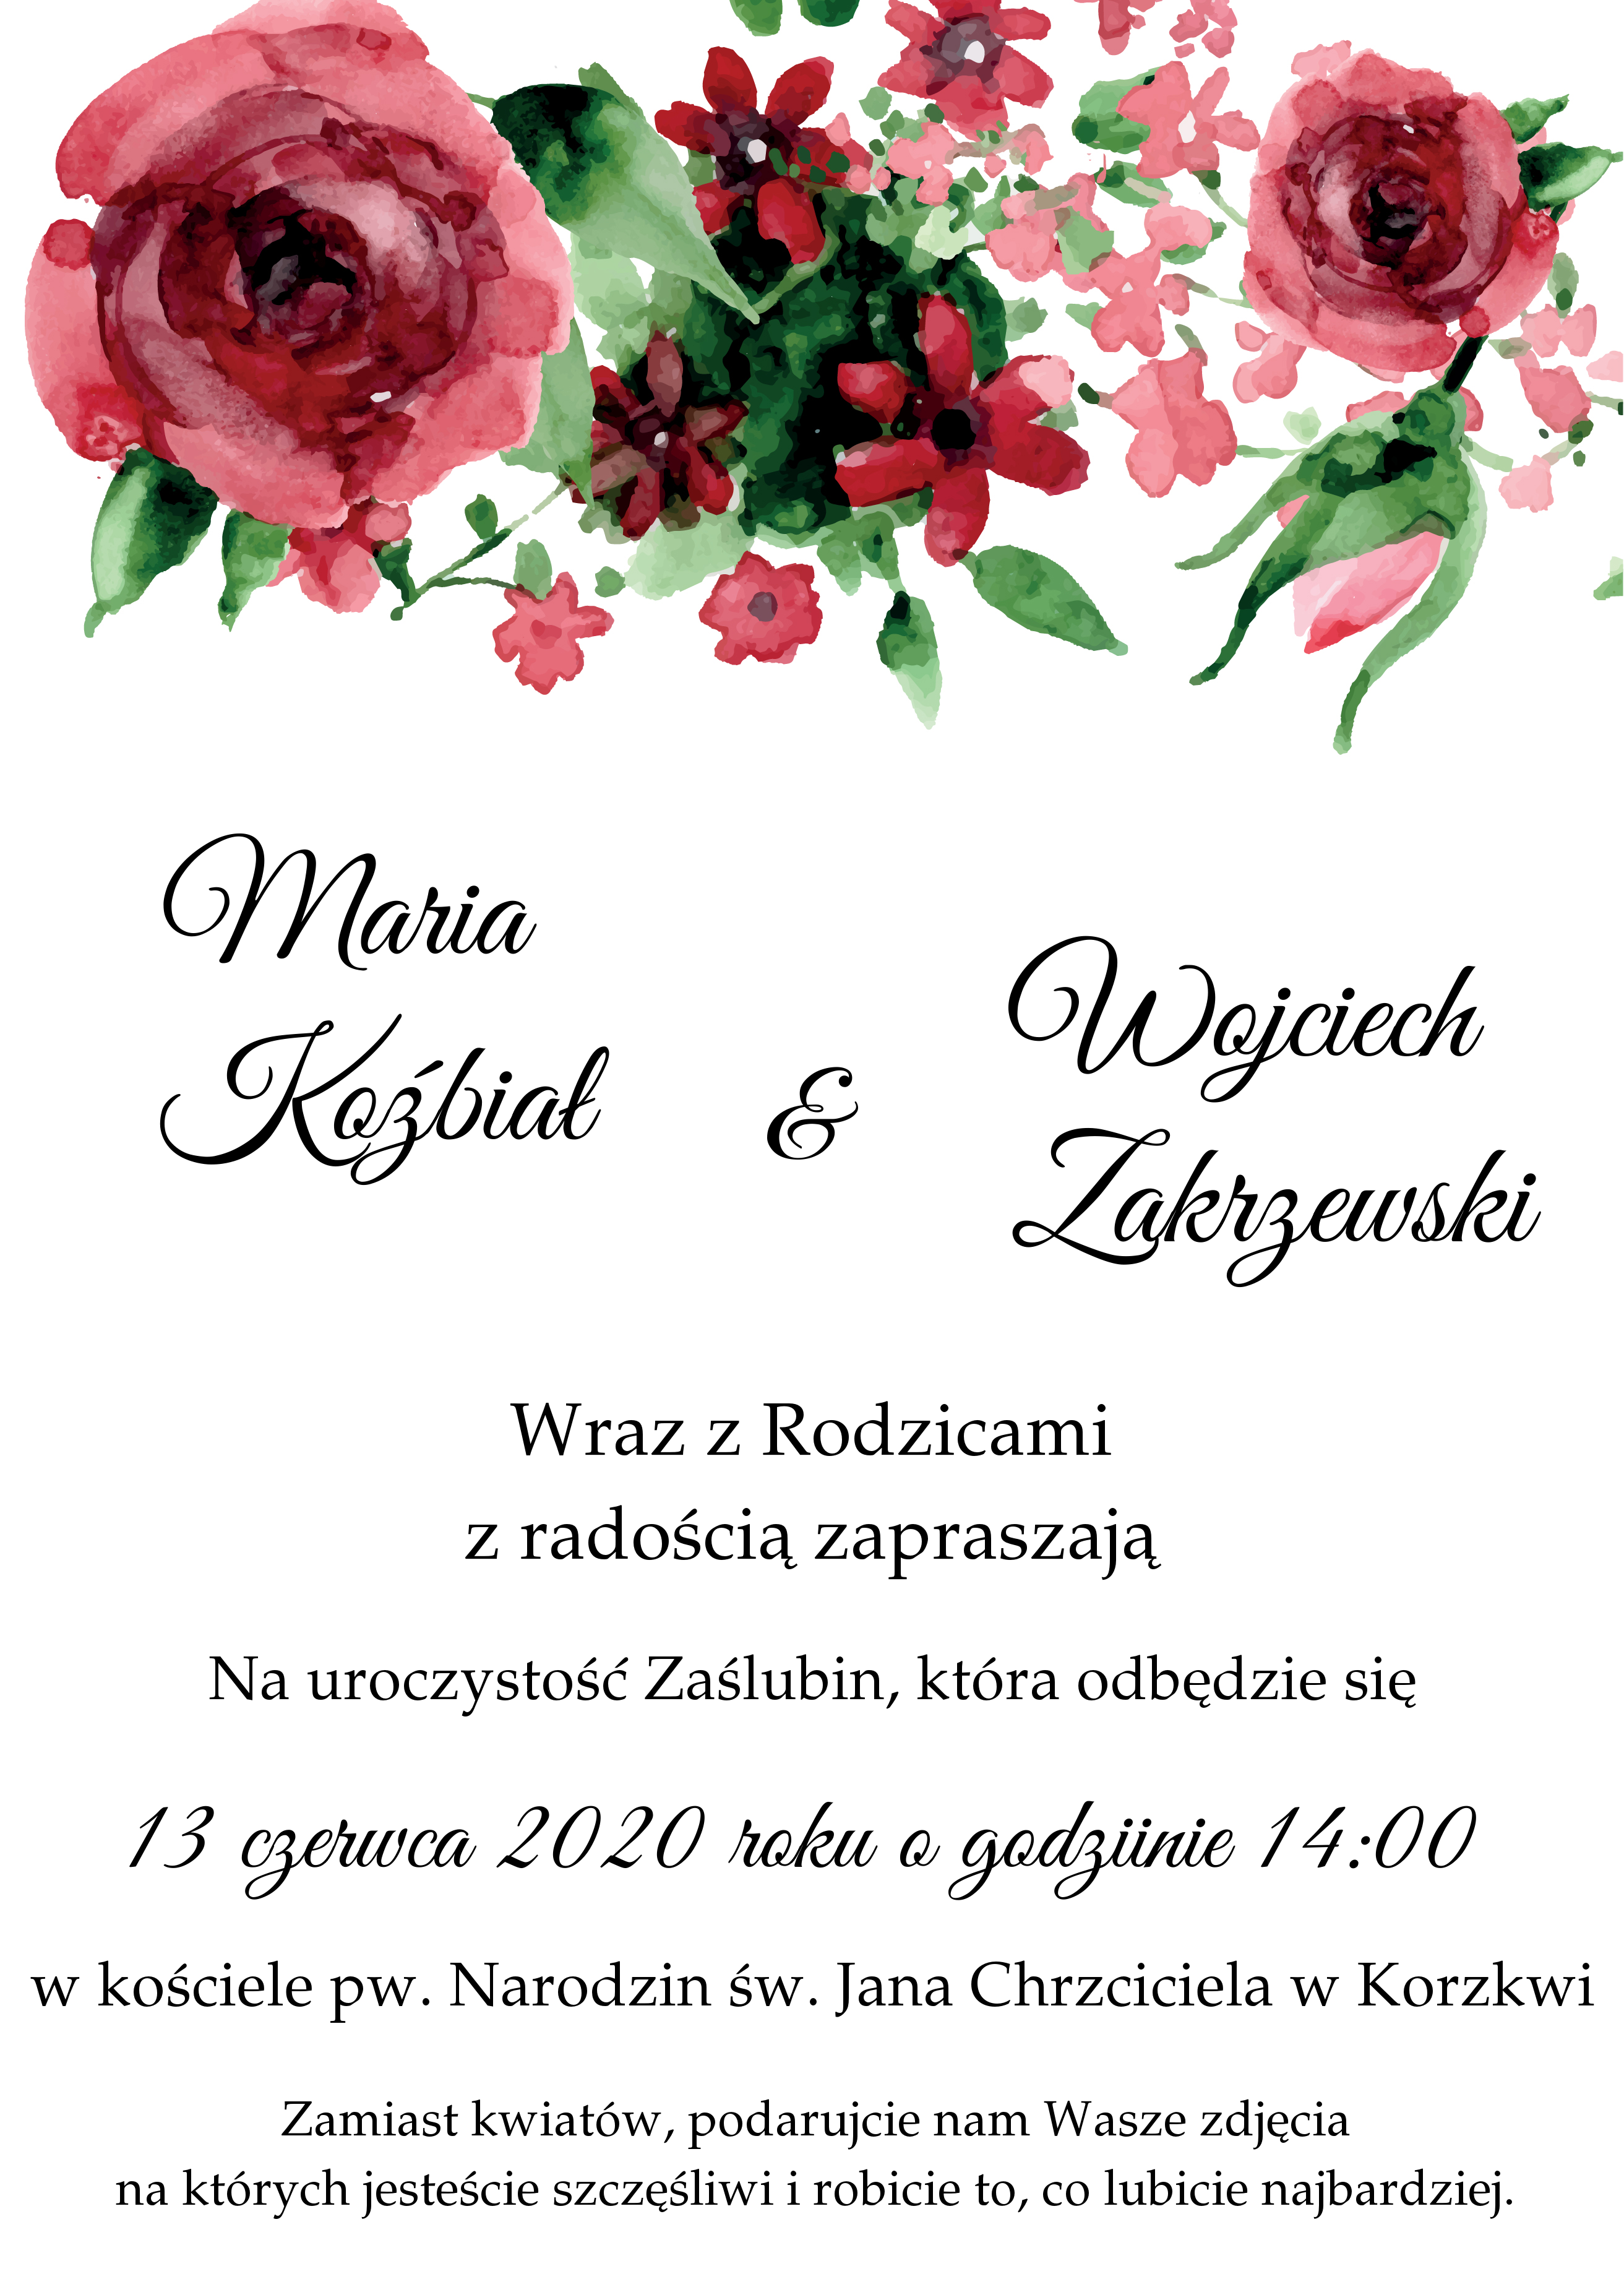 Maria
Koźbiał
&
Wojciech
Zakrzewski
Wraz z Rodzicami
z radością zapraszają
Na uroczystość Zaślubin, która odbędzie się
13 czerwca 2020 roku o godziinie 14:00
w kościele pw. Narodzin św. Jana Chrzciciela w Korzkwi
Zamiast kwiatów, podarujcie nam Wasze zdjęcia
na których jesteście szczęśliwi i robicie to, co lubicie najbardziej.